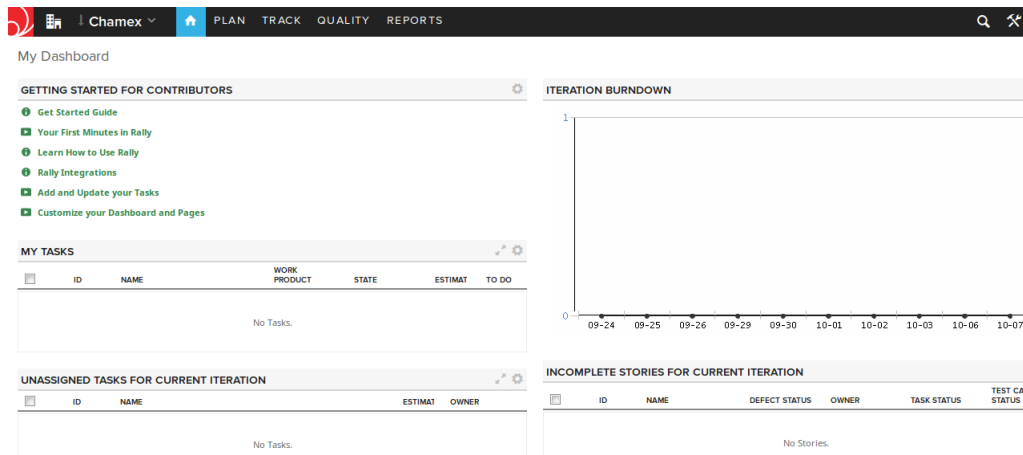 Chamex
PLAN TRACK QUALITY REPORTS
My Dashboard
GETTING STARTED FOR CONTRIBUTORS
Get Started Guide
Your First Minutes in Rally
Learn How to Use Rally
Rally Integrations
Add and Update your Tasks
Customize your Dashboard and Pages
MY TASKS
ID NAME WORK PRODUCT STATE ESTIMAT TO DO
No Tasks.
UNASSIGNED TASKS FOR CURRENT ITERATION
ID NAME ESTIMAT OWNER
No Tasks.
ITERATION BURNDOWN
1
0
09-24 09-25 09-26 09-29 09-30 10-01 10-02 10-03 10-06 10-07
INCOMPLETE STORIES FOR CURRENT ITERATION
ID NAME DEFECT STATUS OWNER TASK STATUS TEST CA STATUS
No Stories.